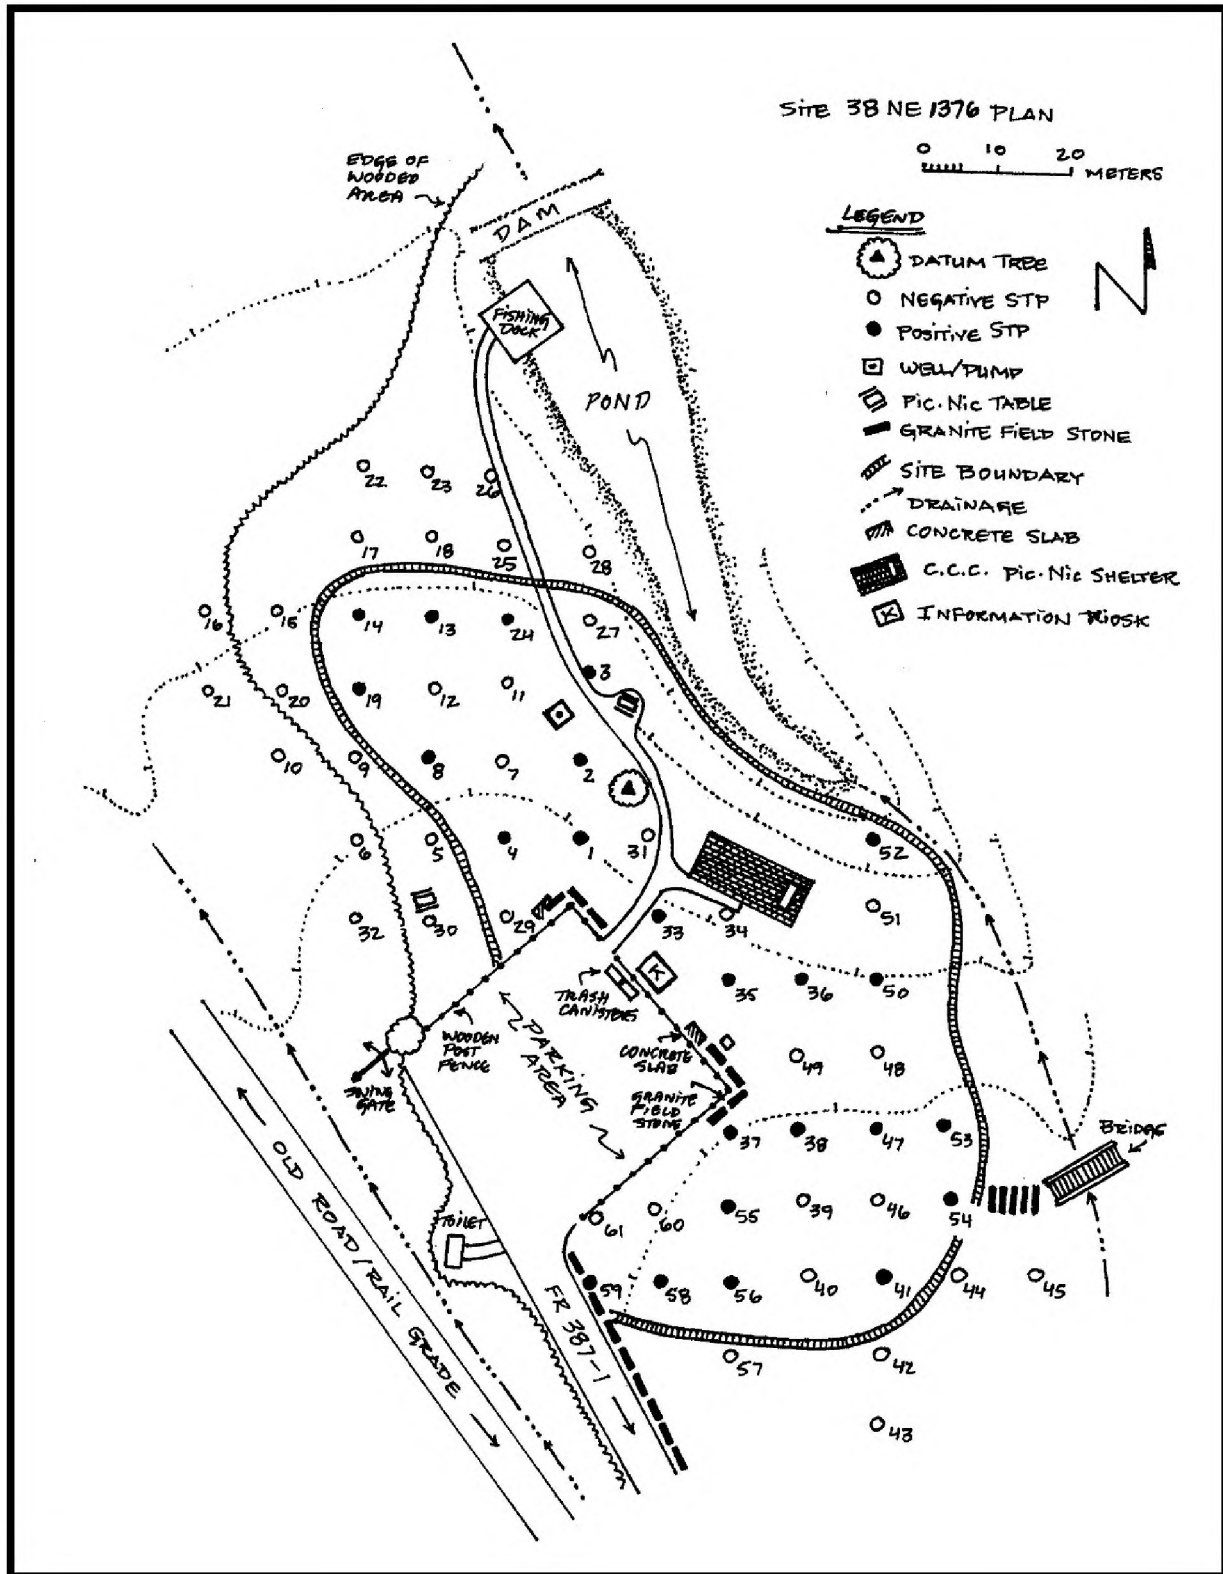 SITE 38 NE 1376 PLAN
0 10 20
METERS
LEGEND
DATUM TREE
NEGATIVE STP
POSITIVE STP
WELL/PUMP
PIC.NIC TABLE
GRANITE FIELD STONE
SITE BOUNDARY
DRAINAGE
CONCRETE SLAB
C.C.C. PIC.NIC SHELTER
K INFORMATION KIOSK
N
EDGE OF
WOODED
AREA
DAM
FISHING
DOCK
POND
22 23 26
17 18 25 28
16 15 14 13 24 27
3
21 20 19 12 11
10 9 8 7 2
6 5 4 1 31 52
32 30 29 33 34 51
K
TRASH
CANISTERS
35 36 50
WOODEN
POST
FENCE
PARKING
AREA
CONCRETE
SLAB
49 48
SWING
GATE
GRANITE
FIELD
STONE
37 38 47 53
BRIDGE
OLD ROAD/RAIL GRADE
TOILET
61 60 55 39 46 54
59 58 56 40 41 44 45
FR 387-1
57 42
43